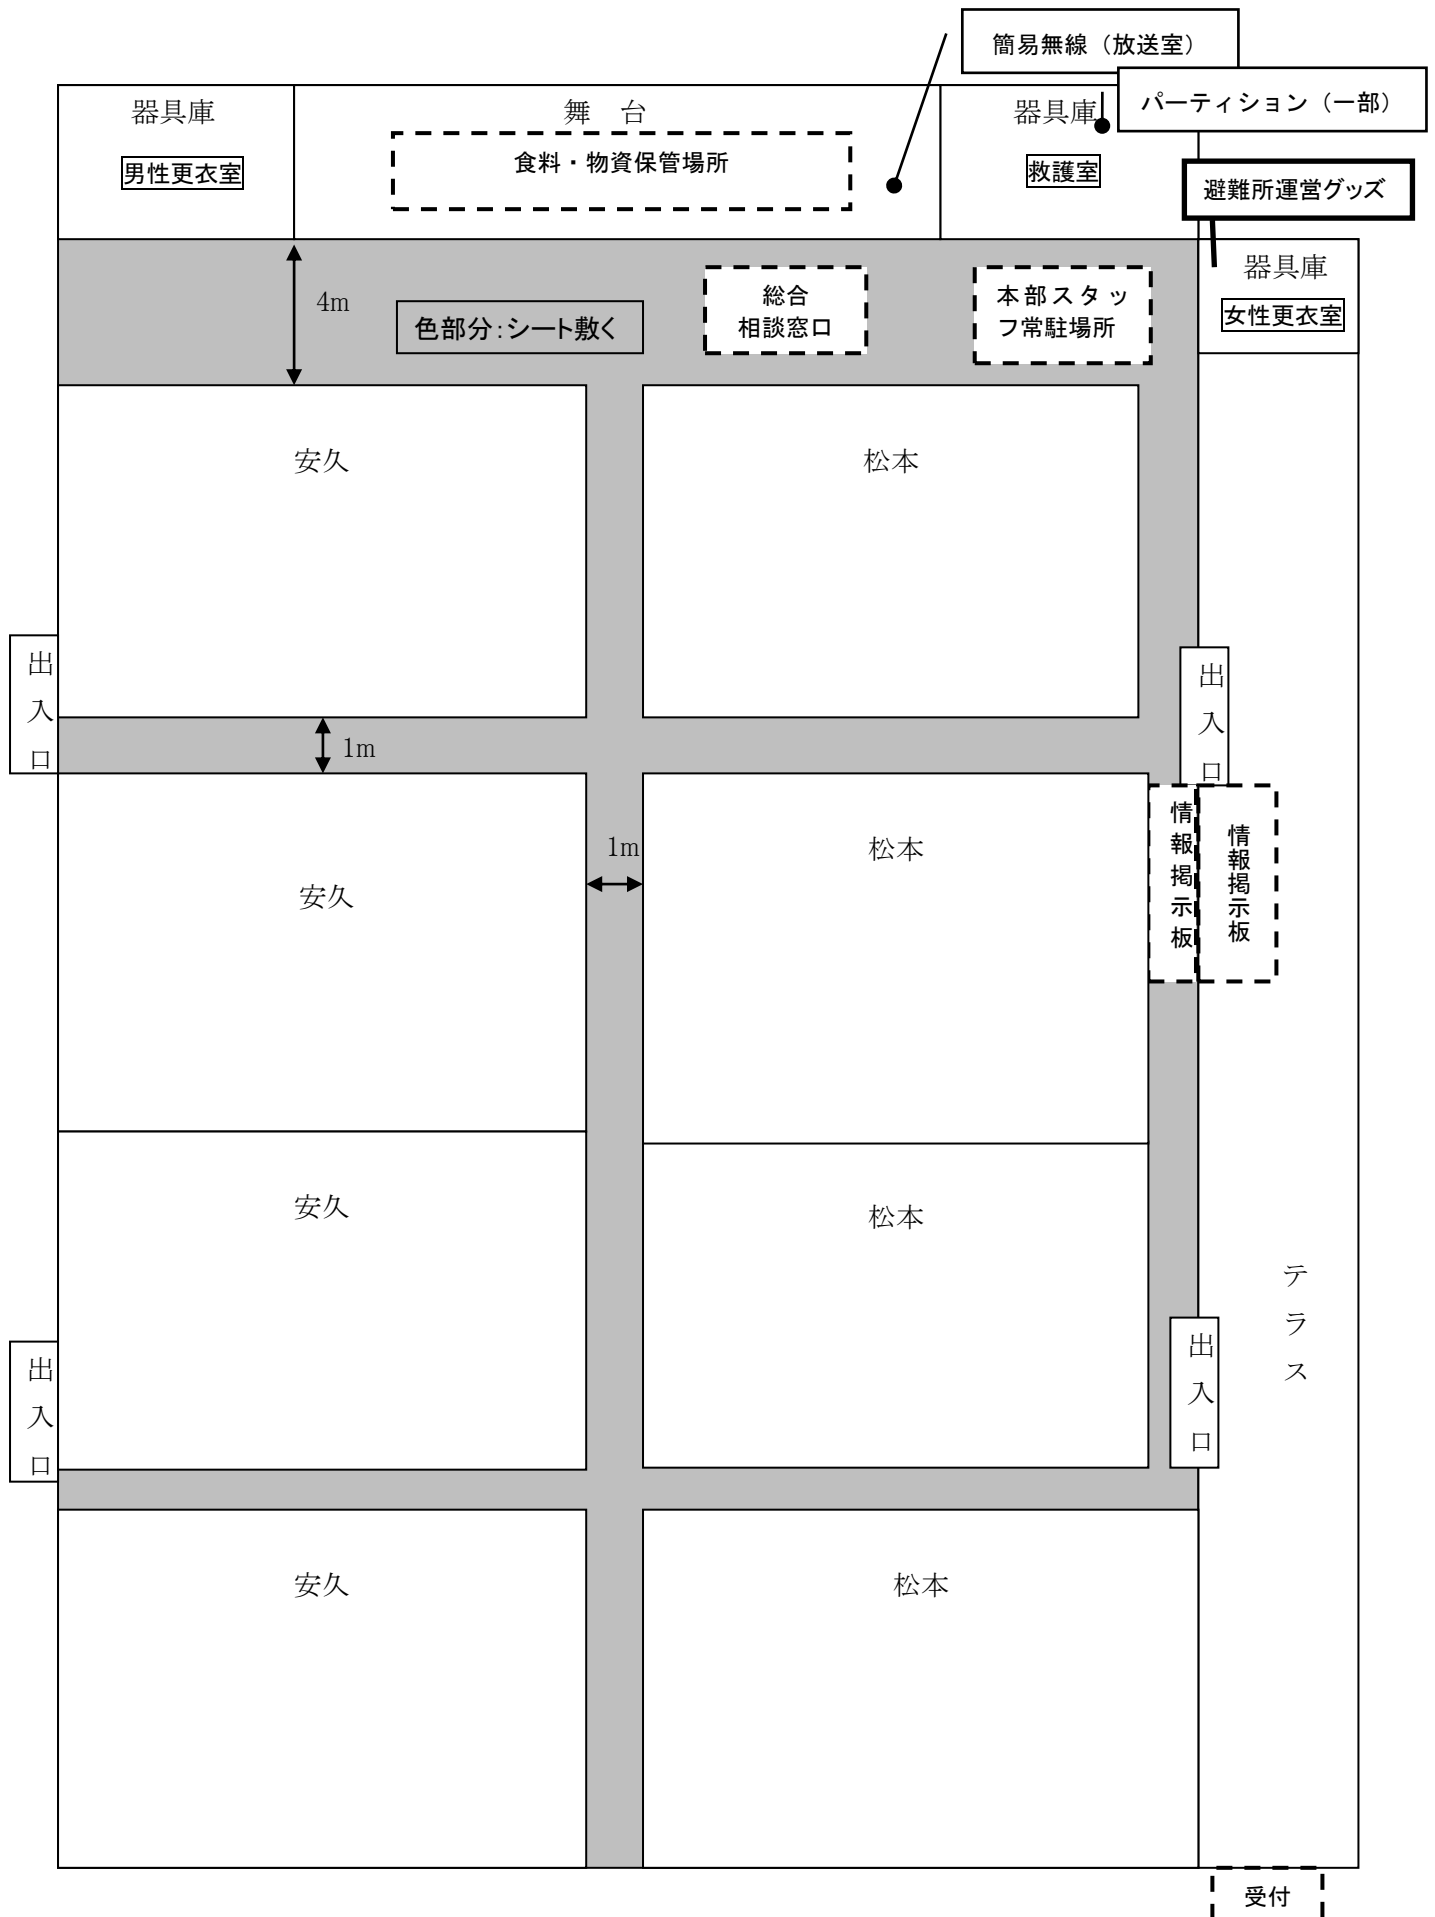 簡易無線（放送室）
パーティション（一部）
器具庫
舞　台
器具庫
食料・物資保管場所
男性更衣室
救護室
避難所運営グッズ
器具庫
女性更衣室
4m
色部分：シート敷く
総合
相談窓口
本部スタッ
フ常駐場所
安久
松本
出入口
出入口
1m
1m
安久
松本
情報掲示板
情報掲示板
安久
松本
テラス
出入口
出入口
安久
松本
受付